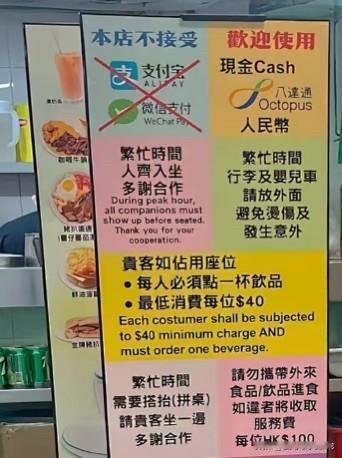 本店不接受
支付宝
ALIPAY
微信支付
WeChat Pay
歡迎使用
現金Cash
八達通
Octopus
人民幣
繁忙時間
人齊入坐
多謝合作
During peak hour,
all companions must
show up before seated.
Thank you for your
cooperation.
繁忙時間
行李及嬰兒車
請放外面
避免燙傷及
發生意外
貴客如佔用座位
• 每人必須點一杯飲品
• 最低消費每位$40
Each costumer shall be subjected
to $40 minimum charge AND
must order one beverage.
繁忙時間
需要搭抬(拼桌)
請貴客坐一邊
多謝合作
請勿攜帶外來
食品/飲品進食
如違者將收取
服務費
每位HK$100